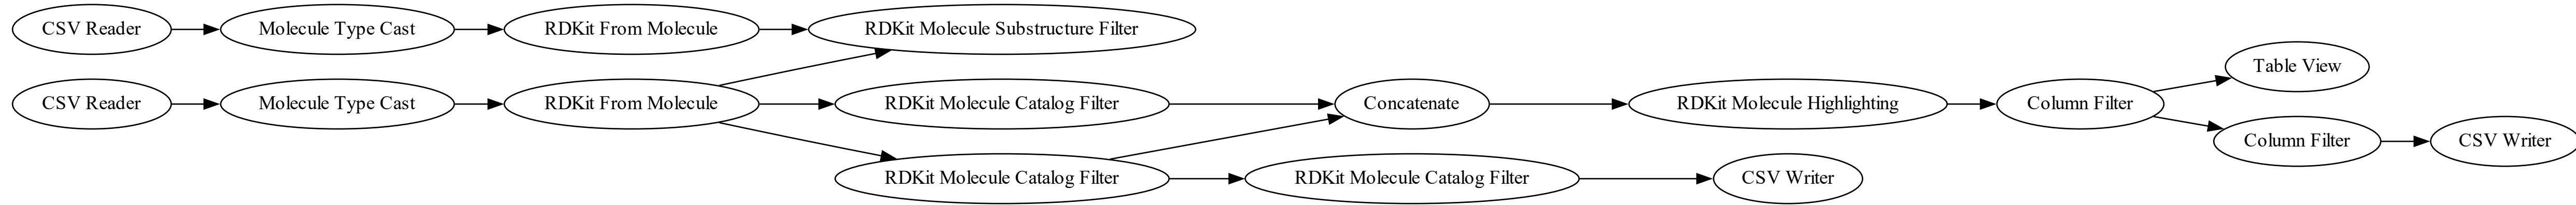 CSV Reader
Molecule Type Cast
RDKit From Molecule
RDKit Molecule Substructure Filter
CSV Reader
Molecule Type Cast
RDKit From Molecule
RDKit Molecule Catalog Filter
Concatenate
RDKit Molecule Highlighting
Column Filter
Table View
RDKit Molecule Catalog Filter
RDKit Molecule Catalog Filter
CSV Writer
Column Filter
CSV Writer